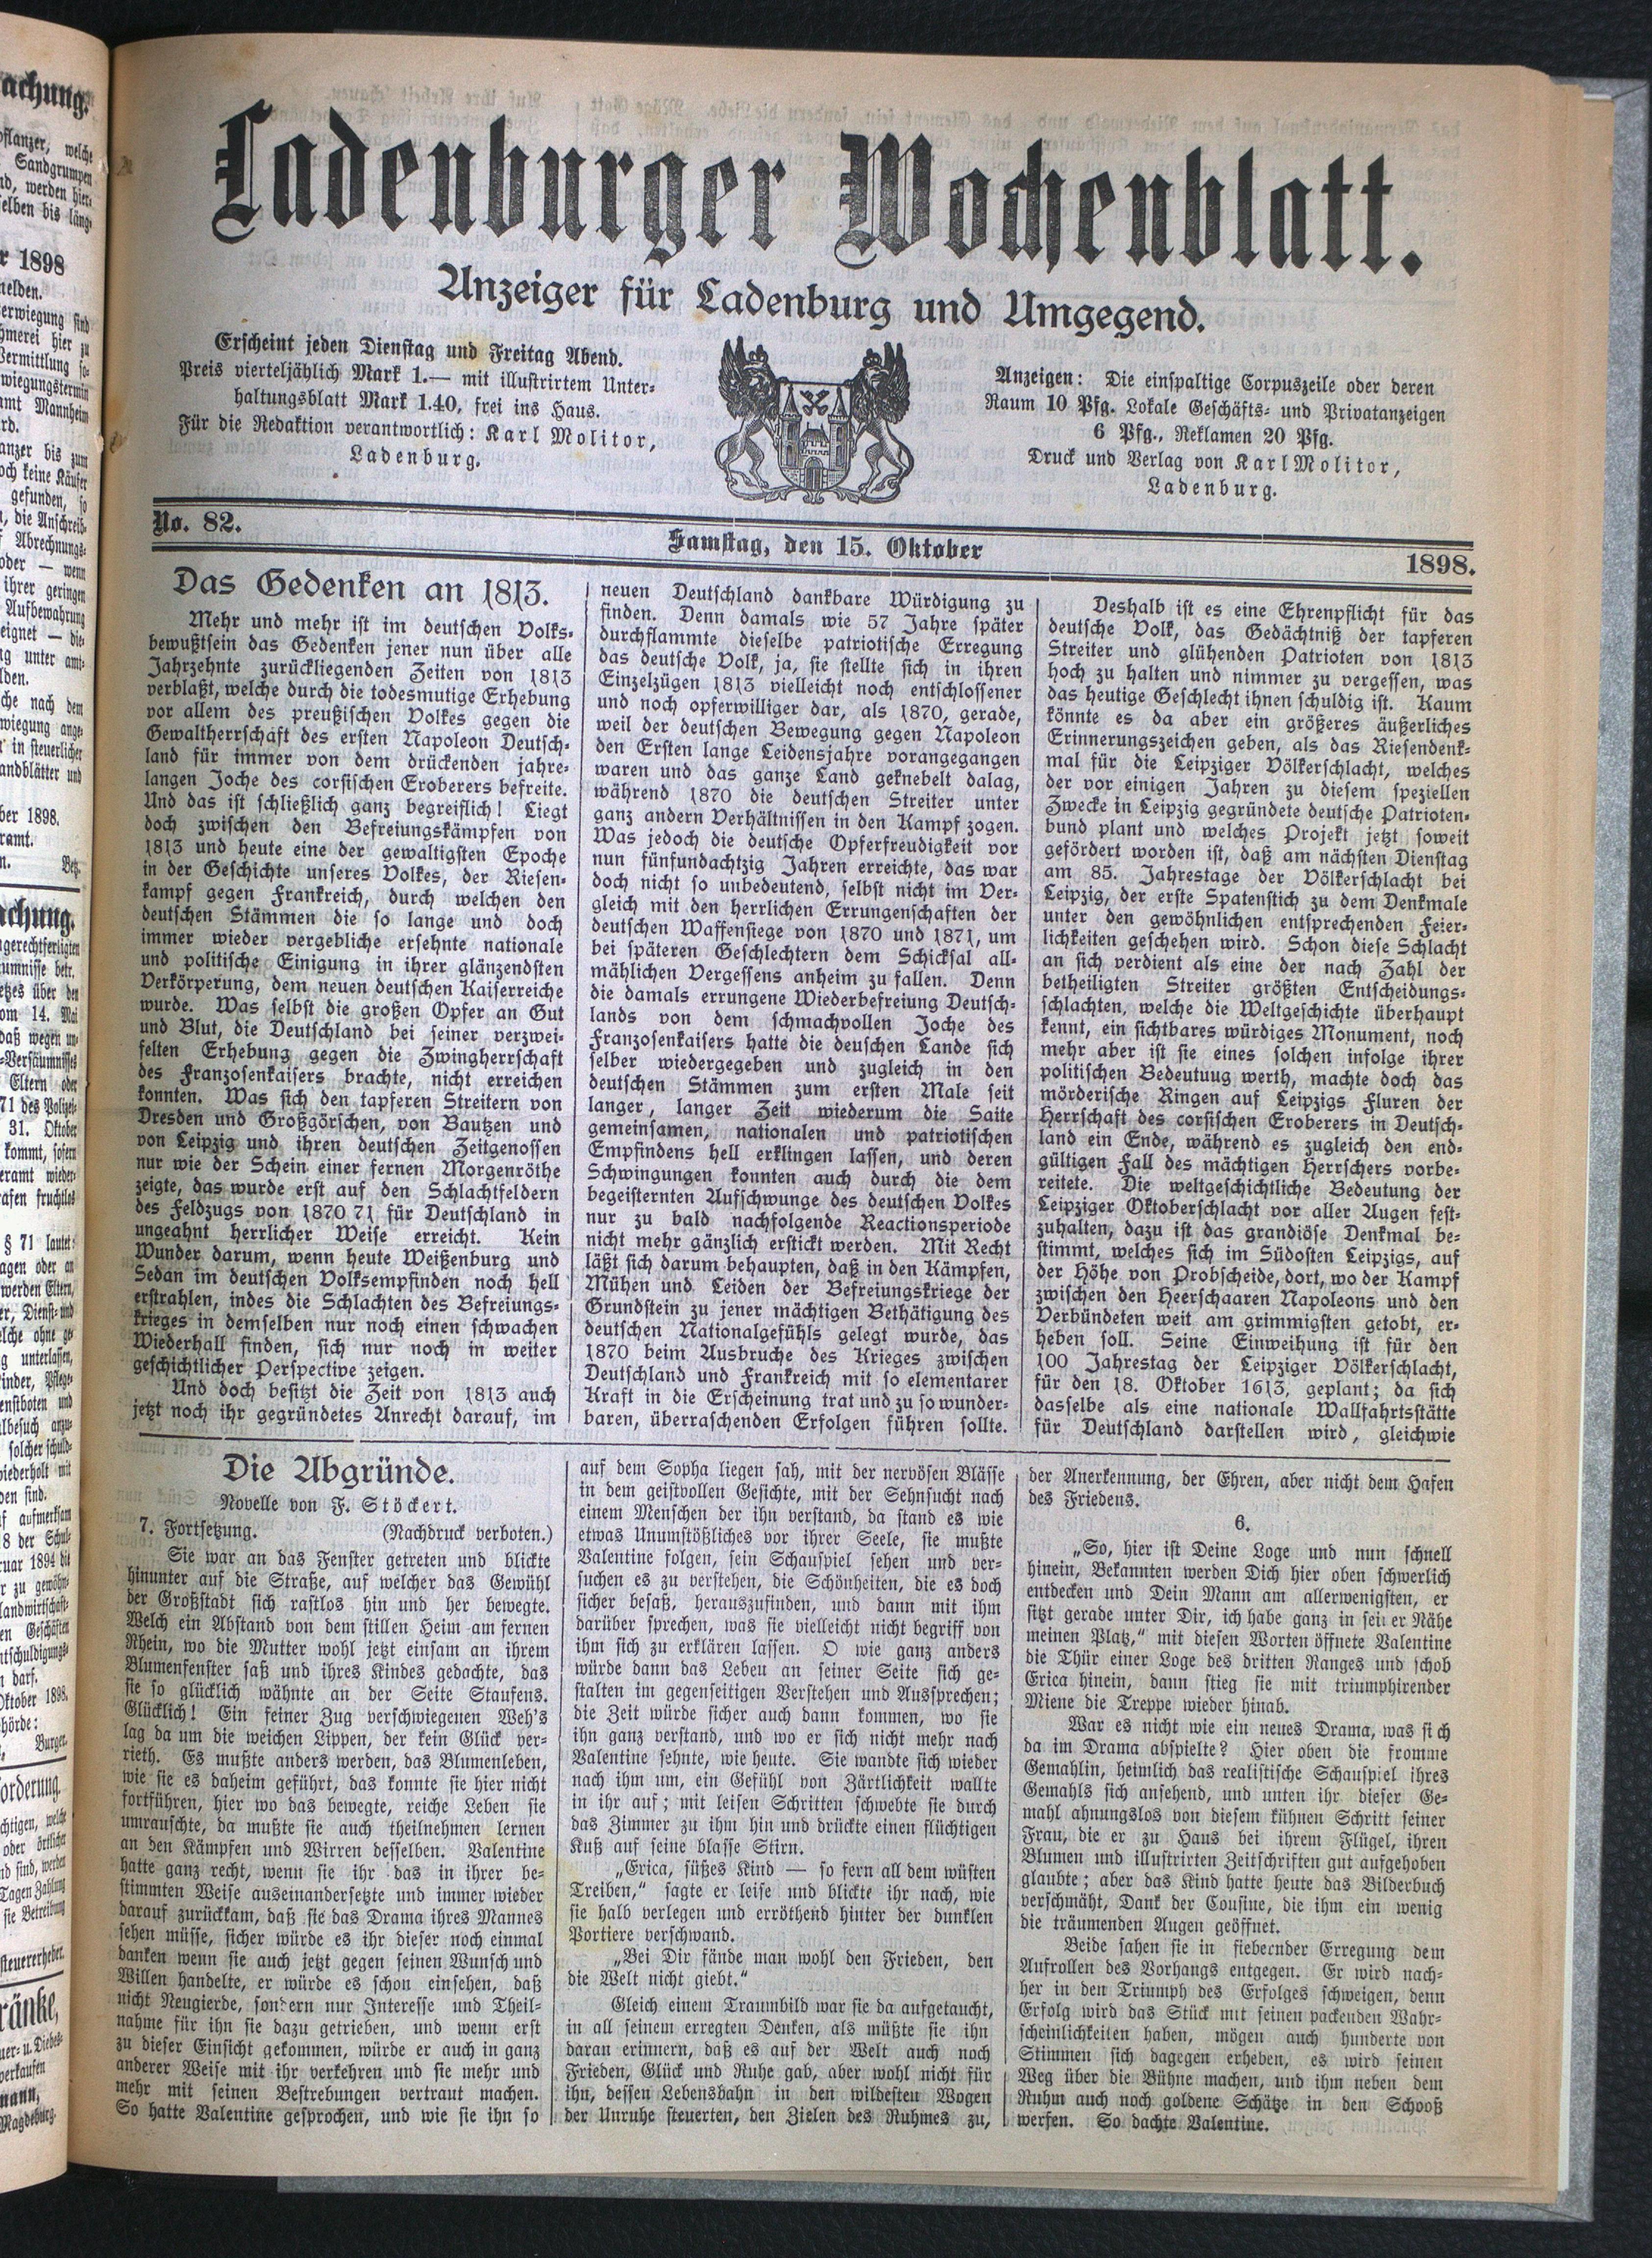 Ladenburger Wochenblatt.
Anzeiger für Ladenburg und Umgegend.
Erscheint jeden Dienstag und Freitag Abend.
Preis vierteljählich Mark 1.— mit illustrirtem Unter-
haltungsblatt Mark 1.40, frei ins Haus.
Für die Redaktion verantwortlich: Karl Molitor,
Ladenburg.
Anzeigen: Die einspaltige Corpuszeile oder deren
Raum 10 Pfg. Lokale Geschäfts- und Privatanzeigen
6 Pfg., Reklamen 20 Pfg.
Druck und Verlag von Karl Molitor,
Ladenburg.
No. 82.
Samstag, den 15. Oktober
1898.
Das Gedenken an 1813.
Mehr und mehr ist im deutschen Volks-
bewußtsein das Gedenken jener nun über alle
Jahrzehnte zurückliegenden Zeiten von 1813
verblaßt, welche durch die todesmutige Erhebung
vor allem des preußischen Volkes gegen die
Gewaltherrschaft des ersten Napoleon Deutsch-
land für immer von dem drückenden jahre-
langen Joche des corsischen Eroberers befreite.
Und das ist schließlich ganz begreiflich! Liegt
doch zwischen den Befreiungskämpfen von
1813 und heute eine der gewaltigsten Epoche
in der Geschichte unseres Volkes, der Riesen-
kampf gegen Frankreich, durch welchen den
deutschen Stämmen die so lange und doch
immer wieder vergebliche ersehnte nationale
und politische Einigung in ihrer glänzendsten
Verkörperung, dem neuen deutschen Kaiserreiche
wurde. Was selbst die großen Opfer an Gut
und Blut, die Deutschland bei seiner verzwei-
felten Erhebung gegen die Zwingherrschaft
des Franzosenkaisers brachte, nicht erreichen
konnten. Was sich den tapferen Streitern von
Dresden und Großgörschen, von Bautzen und
von Leipzig und ihren deutschen Zeitgenossen
nur wie der Schein einer fernen Morgenröthe
zeigte, das wurde erst auf den Schlachtfeldern
des Feldzugs von 1870 71 für Deutschland in
ungeahnt herrlicher Weise erreicht. Kein
Wunder darum, wenn heute Weißenburg und
Sedan im deutschen Volksempfinden noch hell
erstrahlen, indes die Schlachten des Befreiungs-
krieges in demselben nur noch einen schwachen
Wiederhall finden, sich nur noch in weiter
geschichtlicher Perspective zeigen.
Und doch besitzt die Zeit von 1813 auch
jetzt noch ihr gegründetes Anrecht darauf, im
neuen Deutschland dankbare Würdigung zu
finden. Denn damals wie 57 Jahre später
durchflammte dieselbe patriotische Erregung
das deutsche Volk, ja, sie stellte sich in ihren
Einzelzügen 1813 vielleicht noch entschlossener
und noch opferwilliger dar, als 1870, gerade,
weil der deutschen Bewegung gegen Napoleon
den Ersten lange Leidensjahre vorangegangen
waren und das ganze Land geknebelt dalag,
während 1870 die deutschen Streiter unter
ganz andern Verhältnissen in den Kampf zogen.
Was jedoch die deutsche Opferfreudigkeit vor
nun fünfundachtzig Jahren erreichte, das war
doch nicht so unbedeutend, selbst nicht im Ver-
gleich mit den herrlichen Errungenschaften der
deutschen Waffensiege von 1870 und 1871, um
bei späteren Geschlechtern dem Schicksal all-
mählichen Vergessens anheim zu fallen. Denn
die damals errungene Wiederbefreiung Deutsch-
lands von dem schmachvollen Joche des
Franzosenkaisers hatte die deuschen Lande sich
selber wiedergegeben und zugleich in den
deutschen Stämmen zum ersten Male seit
langer, langer Zeit wiederum die Saite
gemeinsamen, nationalen und patriotischen
Empfindens hell erklingen lassen, und deren
Schwingungen konnten auch durch die dem
begeisternten Aufschwunge des deutschen Volkes
nur zu bald nachfolgende Reactionsperiode
nicht mehr gänzlich erstickt werden. Mit Recht
läßt sich darum behaupten, daß in den Kämpfen,
Mühen und Leiden der Befreiungskriege der
Grundstein zu jener mächtigen Bethätigung des
deutschen Nationalgefühls gelegt wurde, das
1870 beim Ausbruche des Krieges zwischen
Deutschland und Frankreich mit so elementarer
Kraft in die Erscheinung trat und zu so wunder-
baren, überraschenden Erfolgen führen sollte.
Deshalb ist es eine Ehrenpflicht für das
deutsche Volk, das Gedächtniß der tapferen
Streiter und glühenden Patrioten von 1813
hoch zu halten und nimmer zu vergessen, was
das heutige Geschlecht ihnen schuldig ist. Kaum
könnte es da aber ein größeres äußerliches
Erinnerungszeichen geben, als das Riesendenk-
mal für die Leipziger Völkerschlacht, welches
der vor einigen Jahren zu diesem speziellen
Zwecke in Leipzig gegründete deutsche Patrioten-
bund plant und welches Projekt jetzt soweit
gefördert worden ist, daß am nächsten Dienstag
am 85. Jahrestage der Völkerschlacht bei
Leipzig, der erste Spatenstich zu dem Denkmale
unter den gewöhnlichen entsprechenden Feier-
lichkeiten geschehen wird. Schon diese Schlacht
an sich verdient als eine der nach Zahl der
betheiligten Streiter größten Entscheidungs-
schlachten, welche die Weltgeschichte überhaupt
kennt, ein sichtbares würdiges Monument, noch
mehr aber ist sie eines solchen infolge ihrer
politischen Bedeutuug werth, machte doch das
mörderische Ringen auf Leipzigs Fluren der
Herrschaft des corsischen Eroberers in Deutsch-
land ein Ende, während es zugleich den end-
gültigen Fall des mächtigen Herrschers vorbe-
reitete. Die weltgeschichtliche Bedeutung der
Leipziger Oktoberschlacht vor aller Augen fest-
zuhalten, dazu ist das grandiöse Denkmal be-
stimmt, welches sich im Südosten Leipzigs, auf
der Höhe von Probscheide, dort, wo der Kampf
zwischen den Heerschaaren Napoleons und den
Verbündeten weit am grimmigsten getobt, er-
heben soll. Seine Einweihung ist für den
100 Jahrestag der Leipziger Völkerschlacht,
für den 18. Oktober 1613, geplant; da sich
dasselbe als eine nationale Wallfahrtsstätte
für Deutschland darstellen wird, gleichwie
Die Abgründe.
Novelle von F. Stöckert.
7. Fortsetzung. (Nachdruck verboten.)
Sie war an das Fenster getreten und blickte
hinunter auf die Straße, auf welcher das Gewühl
der Großstadt sich rastlos hin und her bewegte.
Welch ein Abstand von dem stillen Heim am fernen
Rhein, wo die Mutter wohl jetzt einsam an ihrem
Blumenfenster saß und ihres Kindes gedachte, das
sie so glücklich wähnte an der Seite Staufens.
Glücklich! Ein feiner Zug verschwiegenen Weh's
lag da um die weichen Lippen, der kein Glück ver-
rieth. Es mußte anders werden, das Blumenleben,
wie sie es daheim geführt, das konnte sie hier nicht
fortführen, hier wo das bewegte, reiche Leben sie
umrauschte, da mußte sie auch theilnehmen lernen
an den Kämpfen und Wirren desselben. Valentine
hatte ganz recht, wenn sie ihr das in ihrer be-
stimmten Weise auseinandersetzte und immer wieder
darauf zurückkam, daß sie das Drama ihres Mannes
sehen müsse, sicher würde es ihr dieser noch einmal
danken wenn sie auch jetzt gegen seinen Wunsch und
Willen handelte, er würde es schon einsehen, daß
nicht Neugierde, sondern nur Interesse und Theil-
nahme für ihn sie dazu getrieben, und wenn erst
zu dieser Einsicht gekommen, würde er auch in ganz
anderer Weise mit ihr verkehren und sie mehr und
mehr mit seinen Bestrebungen vertraut machen.
So hatte Valentine gesprochen, und wie sie ihn so
auf dem Sopha liegen sah, mit der nervösen Blässe
in dem geistvollen Gesichte, mit der Sehnsucht nach
einem Menschen der ihn verstand, da stand es wie
etwas Unumstößliches vor ihrer Seele, sie mußte
Valentine folgen, sein Schauspiel sehen und ver-
suchen es zu verstehen, die Schönheiten, die es doch
sicher besaß, herauszufinden, und dann mit ihm
darüber sprechen, was sie vielleicht nicht begriff von
ihm sich zu erklären lassen. O wie ganz anders
würde dann das Leben an seiner Seite sich ge-
stalten im gegenseitigen Verstehen und Aussprechen;
die Zeit würde sicher auch dann kommen, wo sie
ihn ganz verstand, und wo er sich nicht mehr nach
Valentine sehnte, wie heute. Sie wandte sich wieder
nach ihm um, ein Gefühl von Zärtlichkeit wallte
in ihr auf; mit leisen Schritten schwebte sie durch
das Zimmer zu ihm hin und drückte einen flüchtigen
Kuß auf seine blasse Stirn.
„Erica, süßes Kind — so fern all dem wüsten
Treiben,“ sagte er leise und blickte ihr nach, wie
sie halb verlegen und erröthend hinter der dunklen
Portiere verschwand.
„Bei Dir fände man wohl den Frieden, den
die Welt nicht giebt.“
Gleich einem Traumbild war sie da aufgetaucht,
in all seinem erregten Denken, als müßte sie ihn
daran erinnern, daß es auf der Welt auch noch
Frieden, Glück und Ruhe gab, aber wohl nicht für
ihn, dessen Lebensbahn in den wildesten Wogen
der Unruhe steuerten, den Zielen des Ruhmes zu,
der Anerkennung, der Ehren, aber nicht dem Hafen
des Friedens.
6.
„So, hier ist Deine Loge und nun schnell
hinein, Bekannten werden Dich hier oben schwerlich
entdecken und Dein Mann am allerwenigsten, er
sitzt gerade unter Dir, ich habe ganz in seiner Nähe
meinen Platz,“ mit diesen Worten öffnete Valentine
die Thür einer Loge des dritten Ranges und schob
Erica hinein, dann stieg sie mit triumphirender
Miene die Treppe wieder hinab.
War es nicht wie ein neues Drama, was sich
da im Drama abspielte? Hier oben die fromme
Gemahlin, heimlich das realistische Schauspiel ihres
Gemahls sich ansehend, und unten ihr dieser Ge-
mahl ahnungslos von diesem kühnen Schritt seiner
Frau, die er zu Haus bei ihrem Flügel, ihren
Blumen und illustrirten Zeitschriften gut aufgehoben
glaubte; aber das Kind hatte heute das Bilderbuch
verschmäht, Dank der Cousine, die ihm ein wenig
die träumenden Augen geöffnet.
Beide sahen sie in fiebernder Erregung dem
Aufrollen des Vorhangs entgegen. Er wird nach-
her in den Triumph des Erfolges schweigen, denn
Erfolg wird das Stück mit seinen packenden Wahr-
scheinlichkeiten haben, mögen auch hunderte von
Stimmen sich dagegen erheben, es wird seinen
Weg über die Bühne machen, und ihm neben dem
Ruhm auch noch goldene Schätze in den Schooß
werfen. So dachte Valentine.